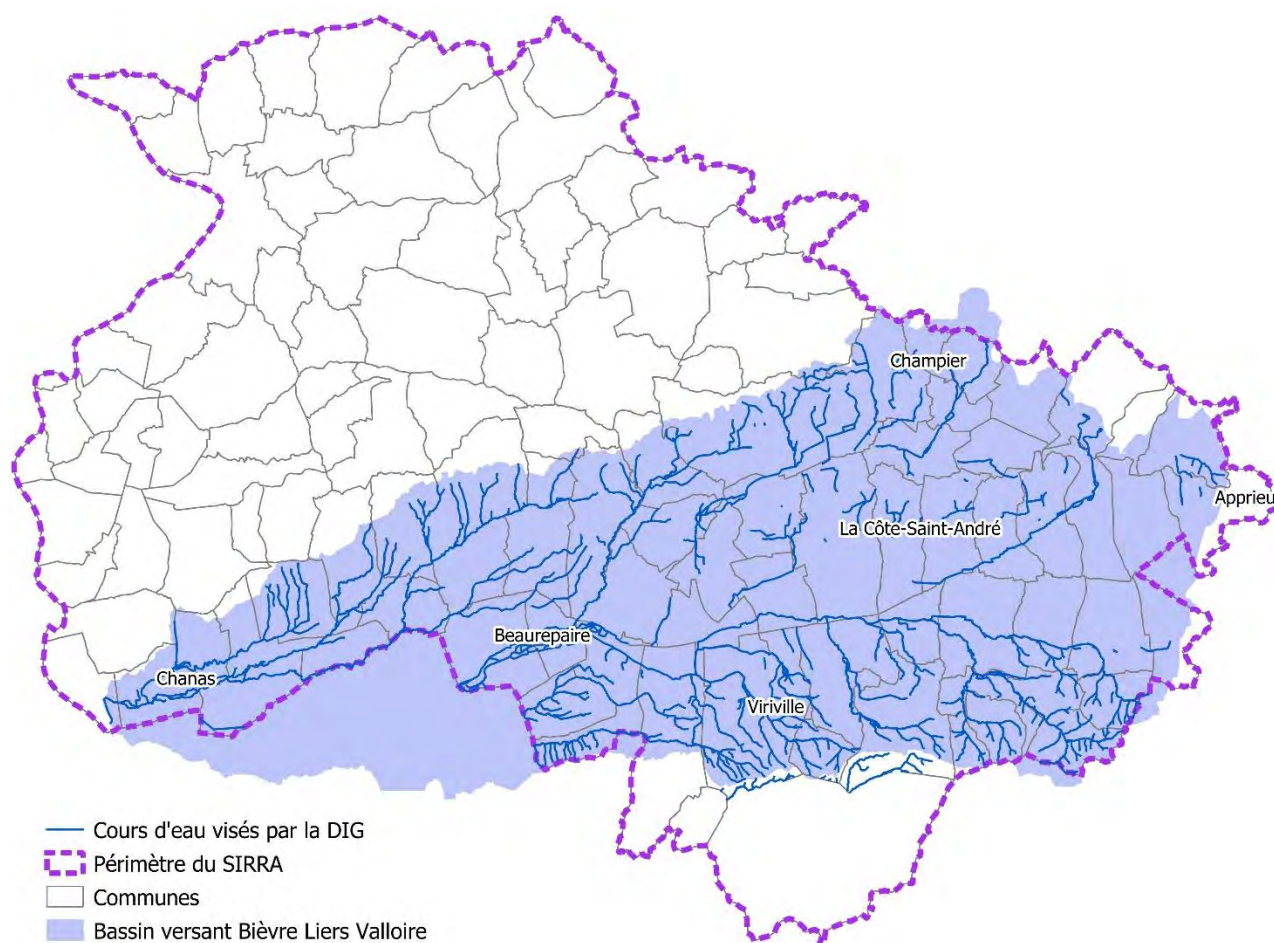 Champier
Apprieu
La Côte-Saint-André
Beaurepaire
Chanas
Viriville
Cours d'eau visés par la DIG
Périmètre du SIRRA
Communes
Bassin versant Bièvre Liers Valloire